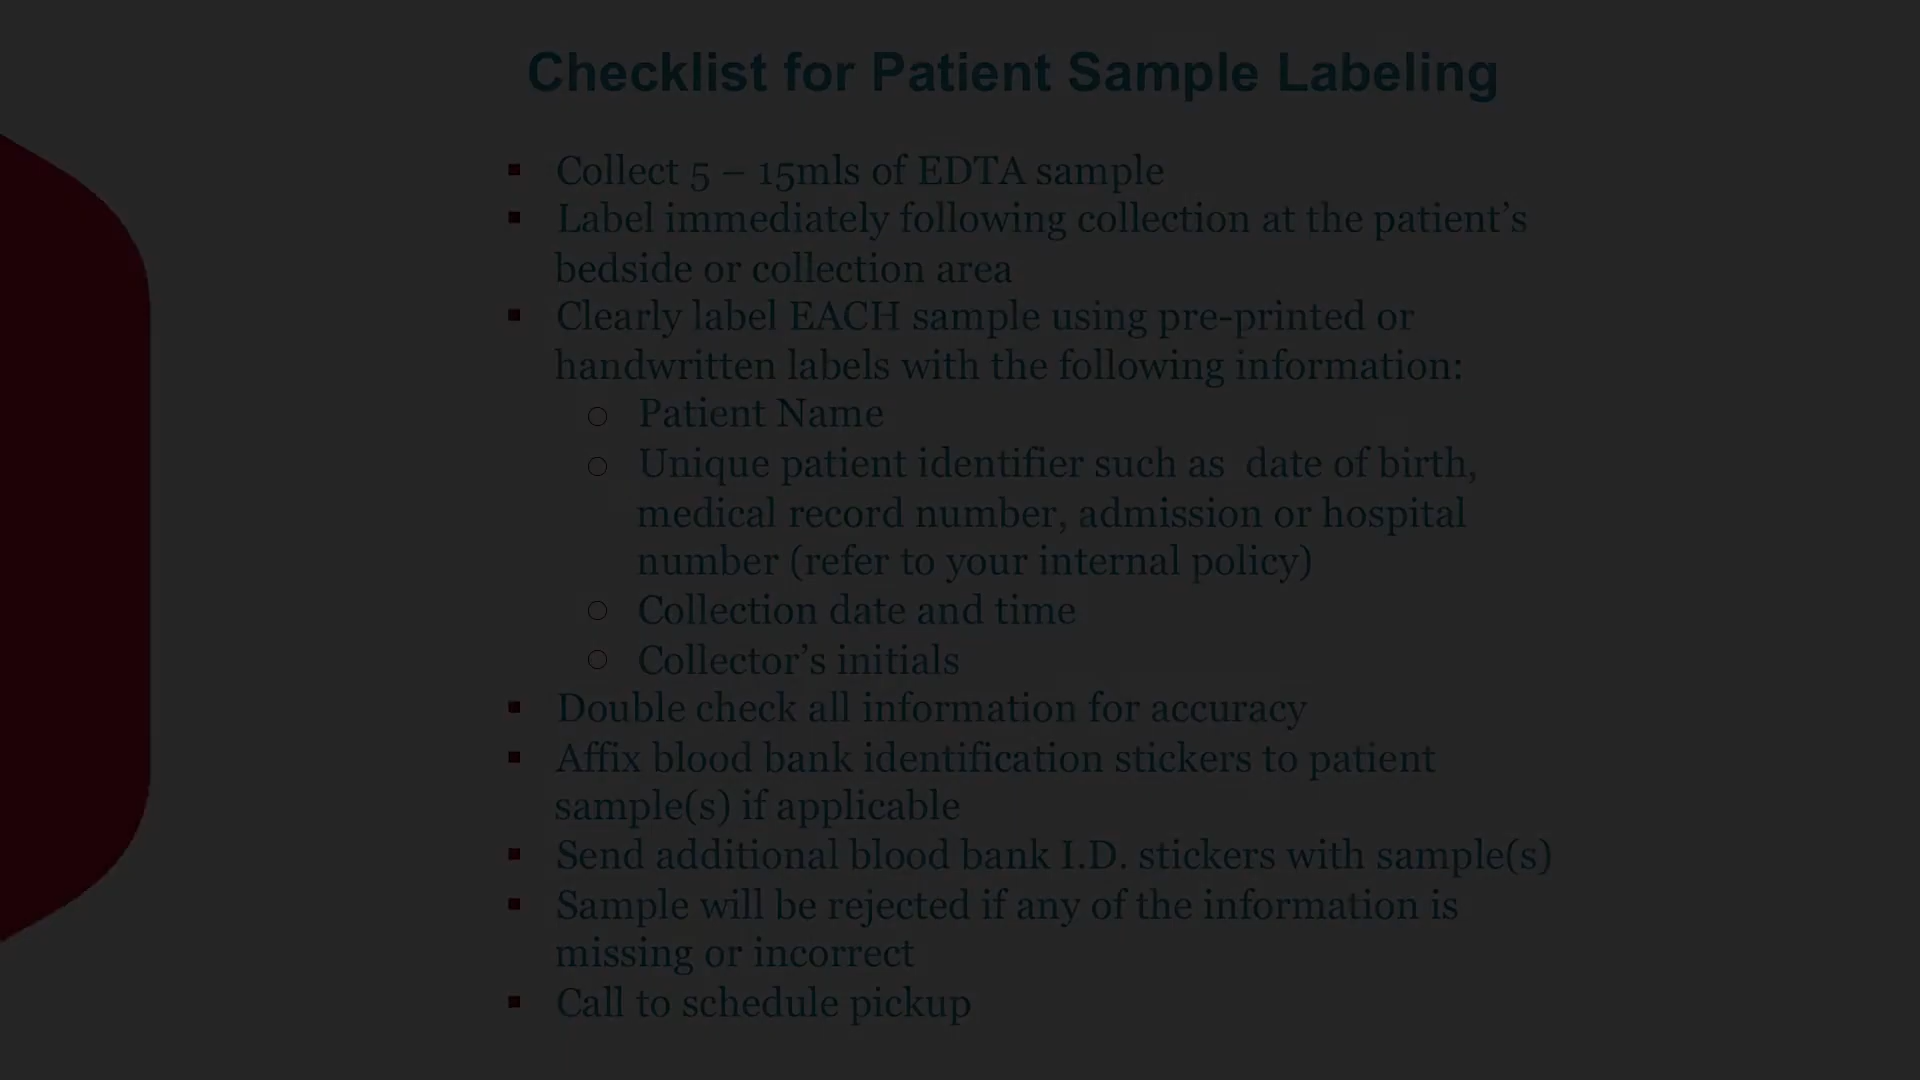 Checklist for Patient Sample Labeling
▪ Collect 5 – 15mls of EDTA sample
▪ Label immediately following collection at the patient’s
bedside or collection area
▪ Clearly label EACH sample using pre-printed or
handwritten labels with the following information:
○ Patient Name
○ Unique patient identifier such as  date of birth,
medical record number, admission or hospital
number (refer to your internal policy)
○ Collection date and time
○ Collector’s initials
▪ Double check all information for accuracy
▪ Affix blood bank identification stickers to patient
sample(s) if applicable
▪ Send additional blood bank I.D. stickers with sample(s)
▪ Sample will be rejected if any of the information is
missing or incorrect
▪ Call to schedule pickup